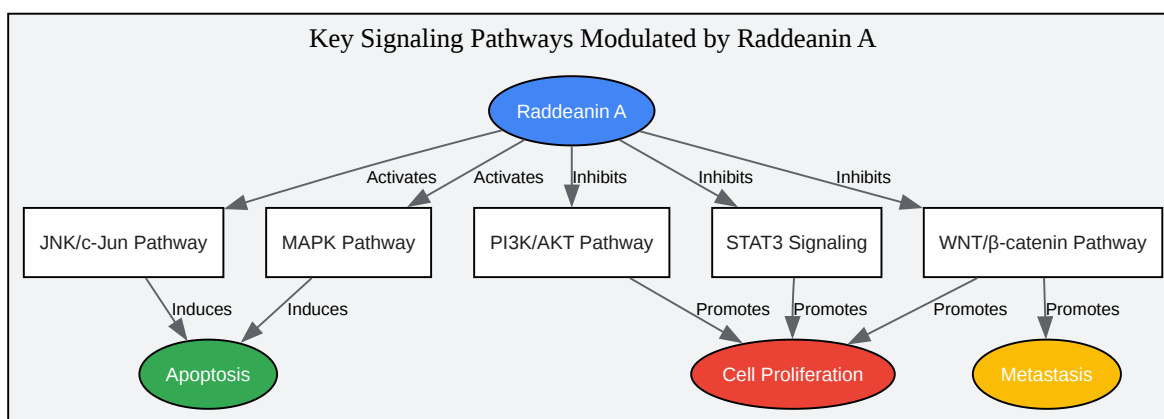 Key Signaling Pathways Modulated by Raddeanin A
Raddeanin A
Activates
Activates
Inhibits
Inhibits
Inhibits
JNK/c-Jun Pathway
MAPK Pathway
PI3K/AKT Pathway
STAT3 Signaling
WNT/β-catenin Pathway
Induces
Induces
Promotes
Promotes
Promotes
Promotes
Apoptosis
Cell Proliferation
Metastasis